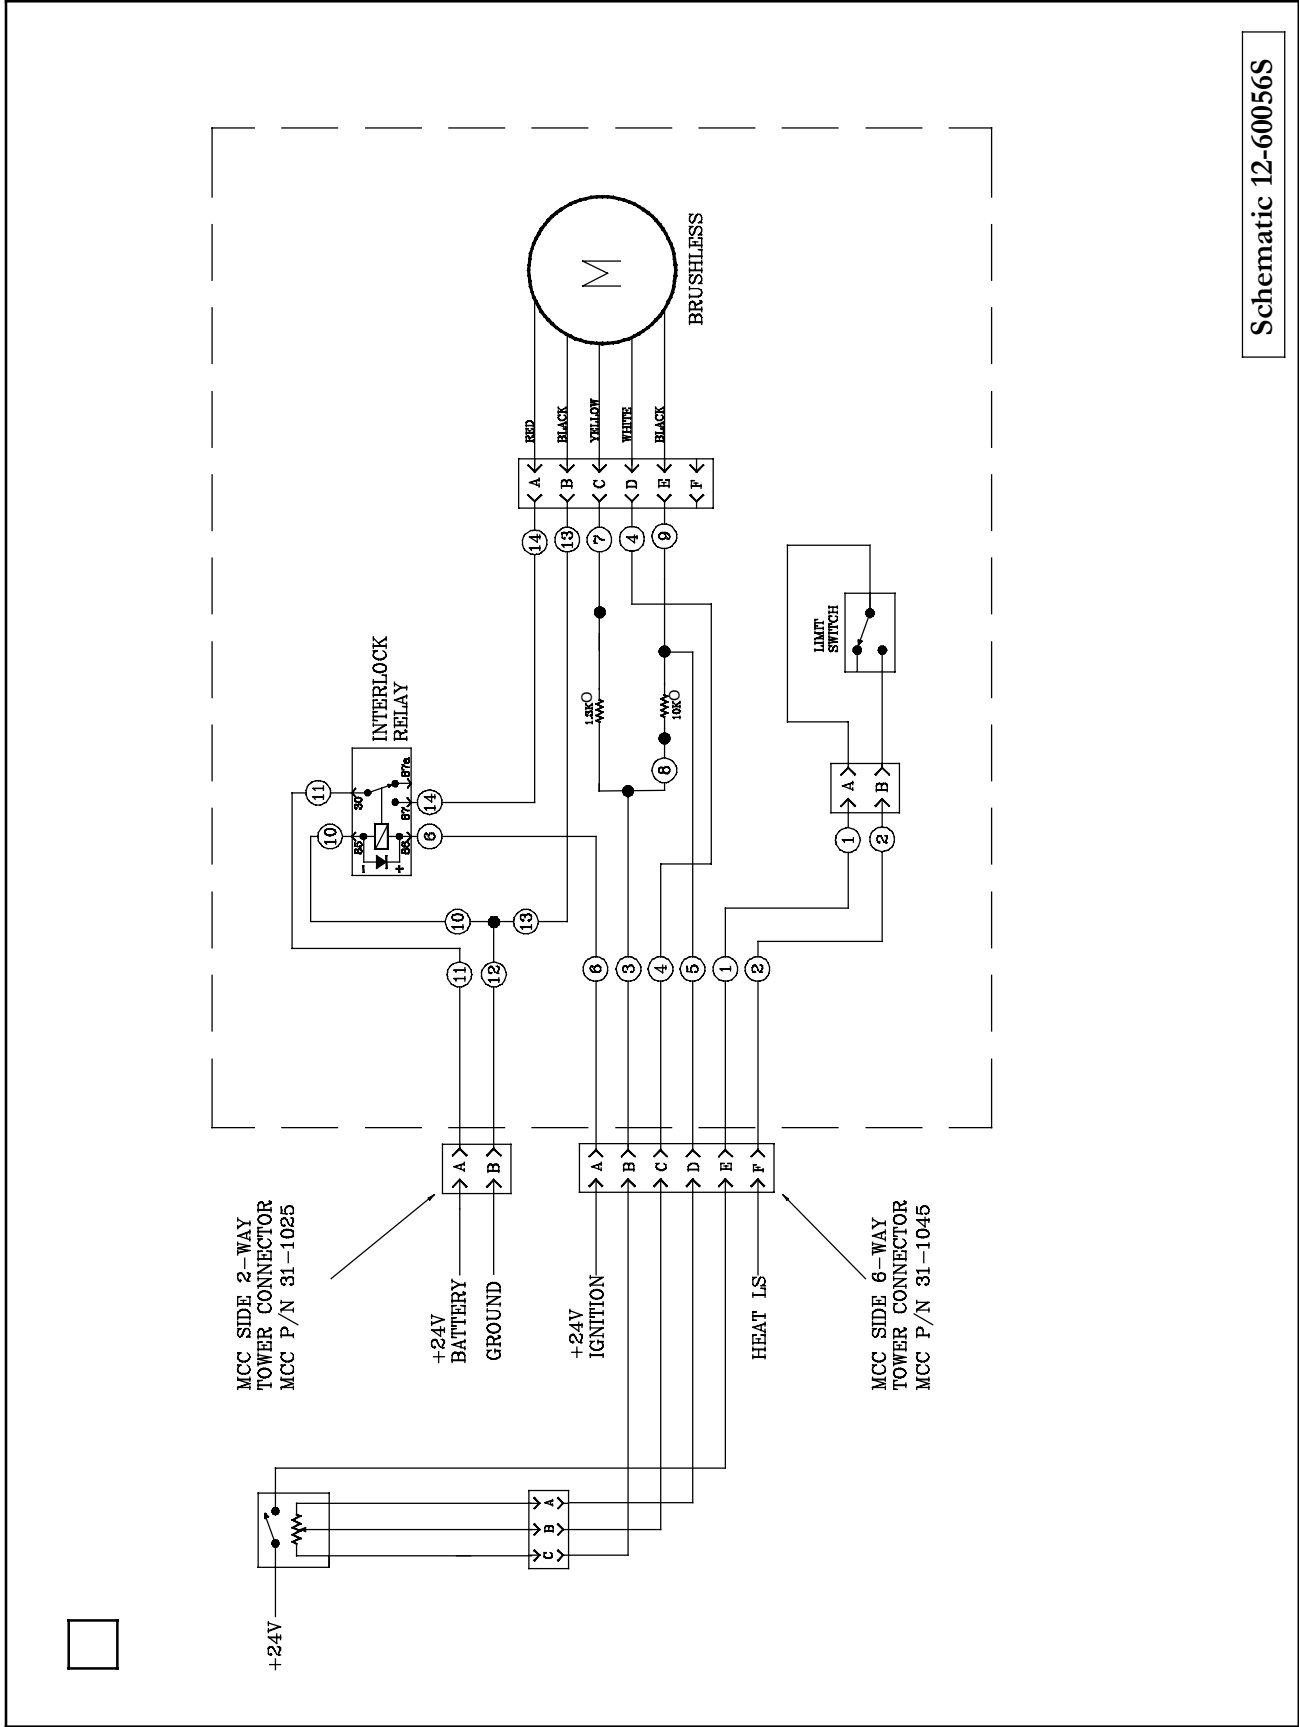 Schematic 12-60056S
M
BRUSHLESS
RED
BLACK
YELLOW
WHITE
BLACK
A
B
C
D
E
F
14
13
7
4
9
INTERLOCK
RELAY
30
87a
87
85
86
-
+
11
10
14
6
1.3K
10K
8
LIMIT
SWITCH
A
B
1
2
10
13
11
12
6
3
4
5
1
2
A
B
A
B
C
D
E
F
MCC SIDE 2-WAY
TOWER CONNECTOR
MCC P/N 31-1025
+24V
BATTERY
GROUND
+24V
IGNITION
HEAT LS
MCC SIDE 6-WAY
TOWER CONNECTOR
MCC P/N 31-1045
A
B
C
+24V